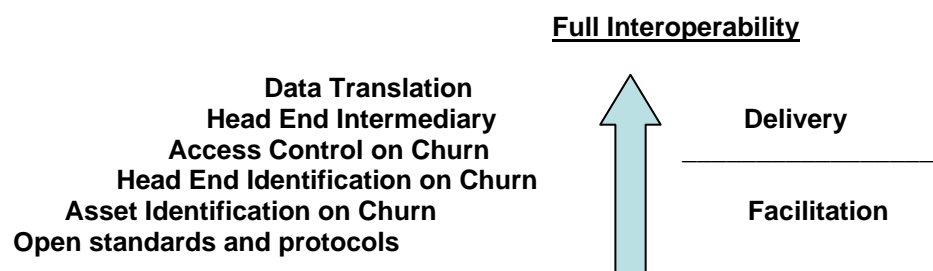 Full Interoperability
Data Translation
Head End Intermediary
Access Control on Churn
Head End Identification on Churn
Asset Identification on Churn
Open standards and protocols
Delivery
Facilitation